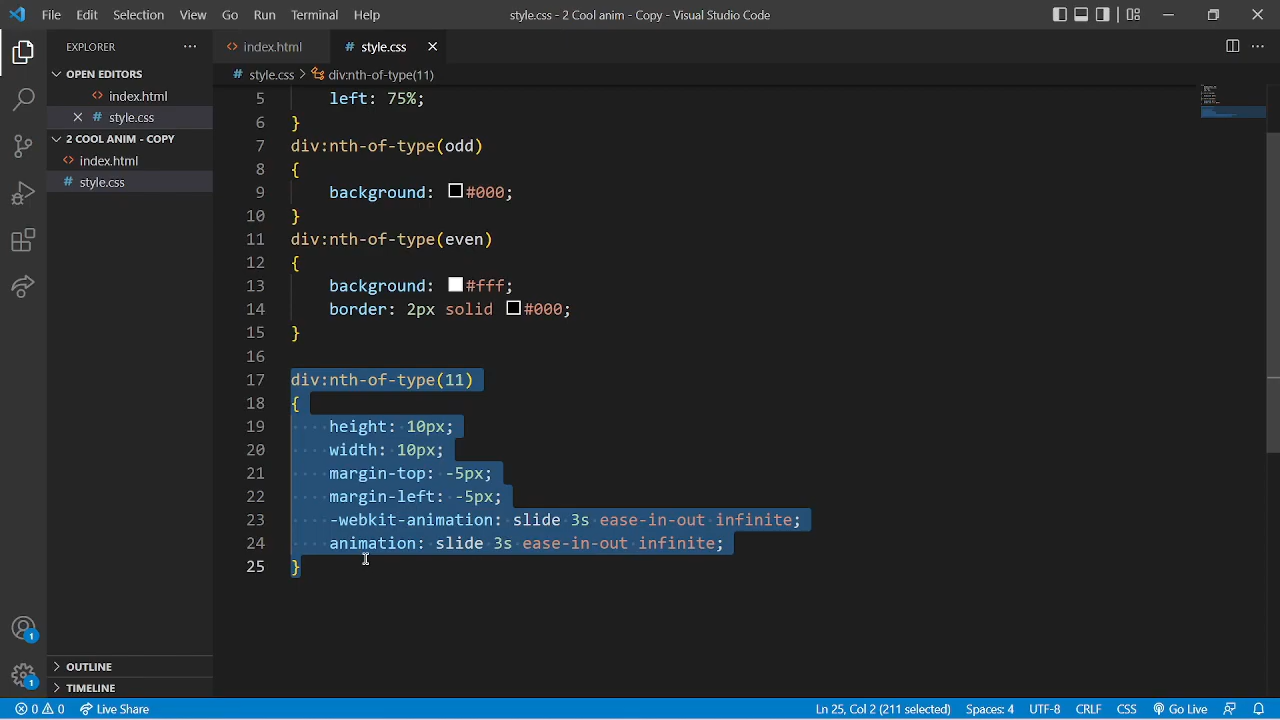 File Edit Selection View Go Run Terminal Help
style.css - 2 Cool anim - Copy - Visual Studio Code
EXPLORER
index.html
style.css
OPEN EDITORS
index.html
style.css
2 COOL ANIM - COPY
index.html
style.css
OUTLINE
TIMELINE
style.css > div:nth-of-type(11)
5 left: 75%;
6 }
7 div:nth-of-type(odd)
8 {
9 background: #000;
10 }
11 div:nth-of-type(even)
12 {
13 background: #fff;
14 border: 2px solid #000;
15 }
16
17 div:nth-of-type(11)
18 {
19 height: 10px;
20 width: 10px;
21 margin-top: -5px;
22 margin-left: -5px;
23 -webkit-animation: slide 3s ease-in-out infinite;
24 animation: slide 3s ease-in-out infinite;
25 }
1
1
0 0 Live Share
Ln 25, Col 2 (211 selected) Spaces: 4 UTF-8 CRLF CSS Go Live